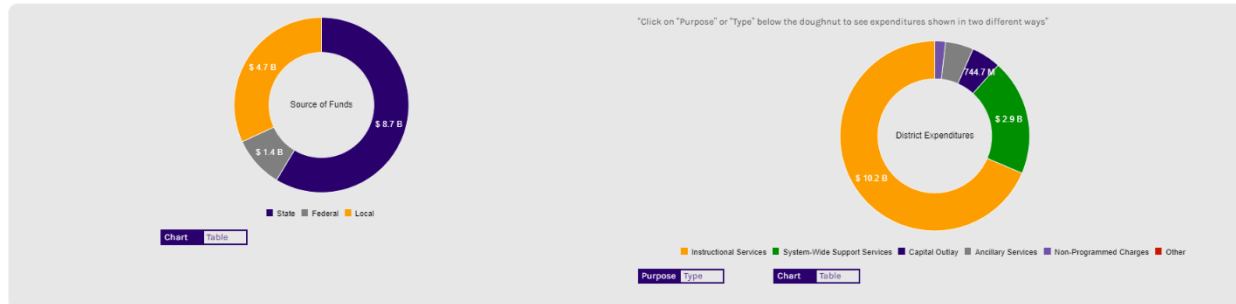 "Click on "Purpose" or "Type" below the doughnut to see expenditures shown in two different ways"
$ 4.7 B
Source of Funds
$ 8.7 B
$ 1.4 B
State Federal Local
Chart Table
744.7 M
$ 2.9 B
District Expenditures
$ 10.2 B
Instructional Services System-Wide Support Services Capital Outlay Ancillary Services Non-Programmed Charges Other
Purpose Type
Chart Table